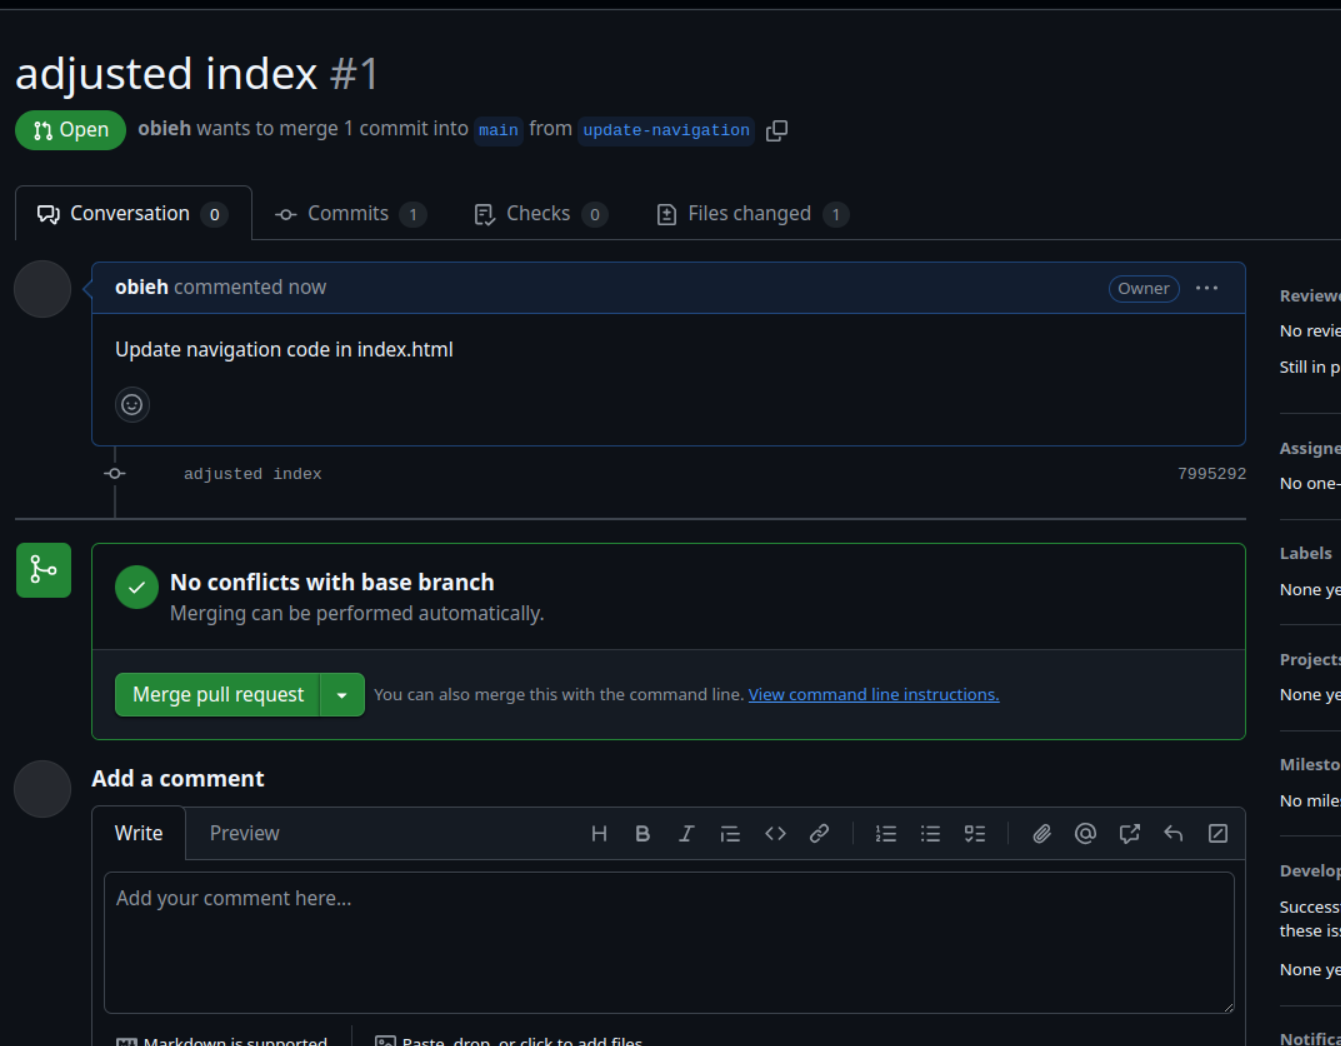 adjusted index #1
Open obieh wants to merge 1 commit into main from update-navigation
Conversation 0 Commits 1 Checks 0 Files changed 1
obieh commented now Owner
Update navigation code in index.html
adjusted index 7995292
No conflicts with base branch
Merging can be performed automatically.
Merge pull request You can also merge this with the command line. View command line instructions.
Add a comment
Write Preview
Add your comment here...
Markdown is supported Paste, drop, or click to add files
Reviewe
No revie
Still in p
Assigne
No one-
Labels
None ye
Projects
None ye
Milesto
No miles
Develop
Success
these iss
None ye
Notifica